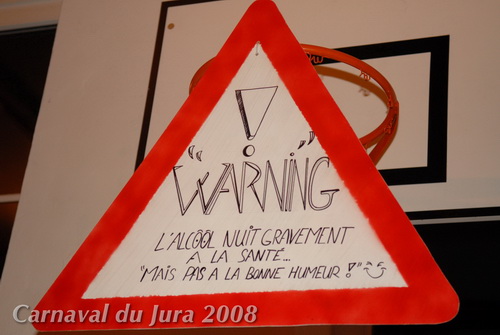 !
"WARNING"
L'ALCOOL NUIT GRAVEMENT
A LA SANTÉ...
"MAIS PAS A LA BONNE HUMEUR !"
Carnaval du Jura 2008